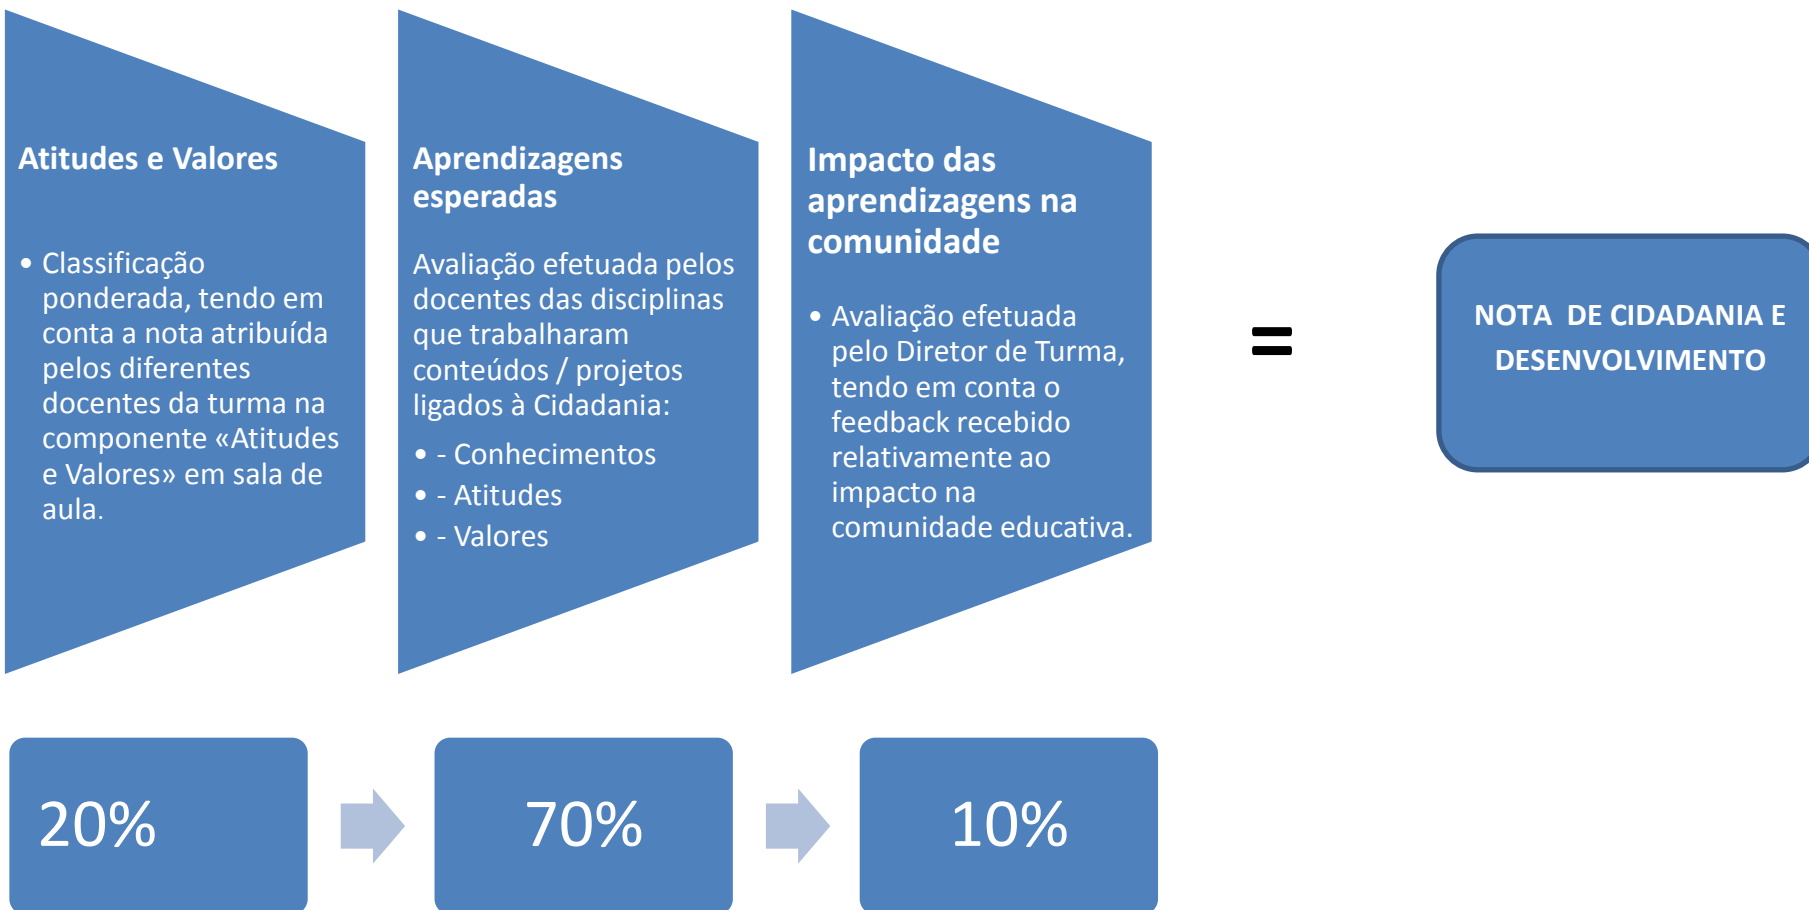 Atitudes e Valores
• Classificação
ponderada, tendo em
conta a nota atribuída
pelos diferentes
docentes da turma na
componente «Atitudes
e Valores» em sala de
aula.
Aprendizagens
esperadas
Avaliação efetuada pelos
docentes das disciplinas
que trabalharam
conteúdos / projetos
ligados à Cidadania:
• - Conhecimentos
• - Atitudes
• - Valores
Impacto das
aprendizagens na
comunidade
• Avaliação efetuada
pelo Diretor de Turma,
tendo em conta o
feedback recebido
relativamente ao
impacto na
comunidade educativa.
=
NOTA DE CIDADANIA E
DESENVOLVIMENTO
20%
70%
10%